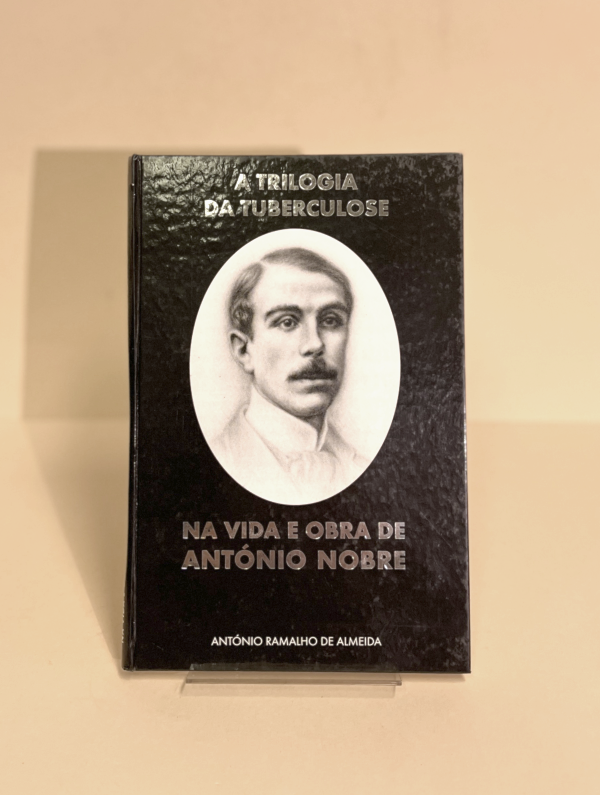 A TRILOGIA
DA TUBERCULOSE
NA VIDA E OBRA DE
ANTÓNIO NOBRE
ANTÓNIO RAMALHO DE ALMEIDA